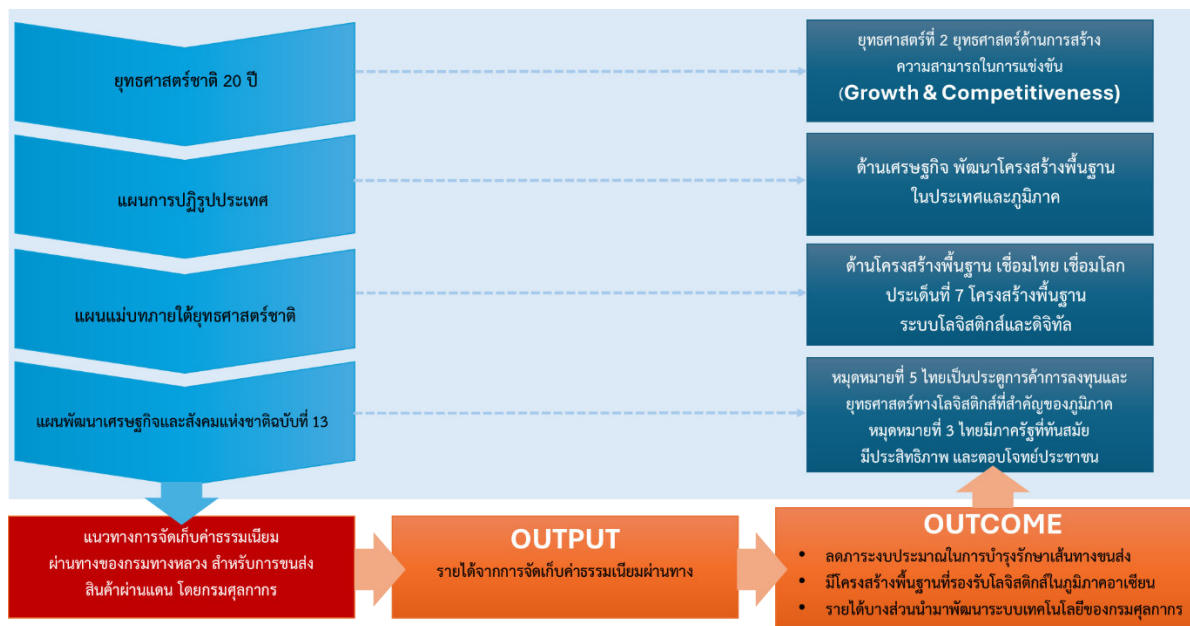 ยุทธศาสตร์ชาติ 20 ปี
ยุทธศาสตร์ที่ 2 ยุทธศาสตร์ด้านการสร้าง
ความสามารถในการแข่งขัน
(Growth & Competitiveness)
แผนการปฏิรูปประเทศ
ด้านเศรษฐกิจ พัฒนาโครงสร้างพื้นฐาน
ในประเทศและภูมิภาค
แผนแม่บทภายใต้ยุทธศาสตร์ชาติ
ด้านโครงสร้างพื้นฐาน เชื่อมไทย เชื่อมโลก
ประเด็นที่ 7 โครงสร้างพื้นฐาน
ระบบโลจิสติกส์และดิจิทัล
แผนพัฒนาเศรษฐกิจและสังคมแห่งชาติฉบับที่ 13
หมุดหมายที่ 5 ไทยเป็นประตูการค้าการลงทุนและ
ยุทธศาสตร์ทางโลจิสติกส์ที่สำคัญของภูมิภาค
หมุดหมายที่ 3 ไทยมีภาครัฐที่ทันสมัย
มีประสิทธิภาพ และตอบโจทย์ประชาชน
แนวทางการจัดเก็บค่าธรรมเนียม
ผ่านทางของกรมทางหลวง สำหรับการขนส่ง
สินค้าผ่านแดน โดยกรมศุลกากร
OUTPUT
รายได้จากการจัดเก็บค่าธรรมเนียมผ่านทาง
OUTCOME
• ลดภาระงบประมาณในการบำรุงรักษาเส้นทางขนส่ง
• มีโครงสร้างพื้นฐานที่รองรับโลจิสติกส์ในภูมิภาคอาเซียน
• รายได้บางส่วนนำมาพัฒนาระบบเทคโนโลยีของกรมศุลกากร